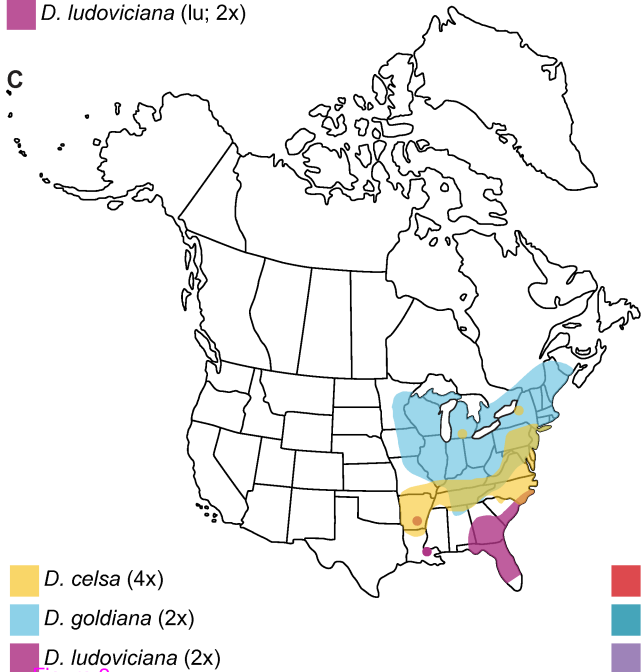 D. ludoviciana (lu; 2x)
C
D. celsa (4x)
D. goldiana (2x)
D. ludoviciana (2x)